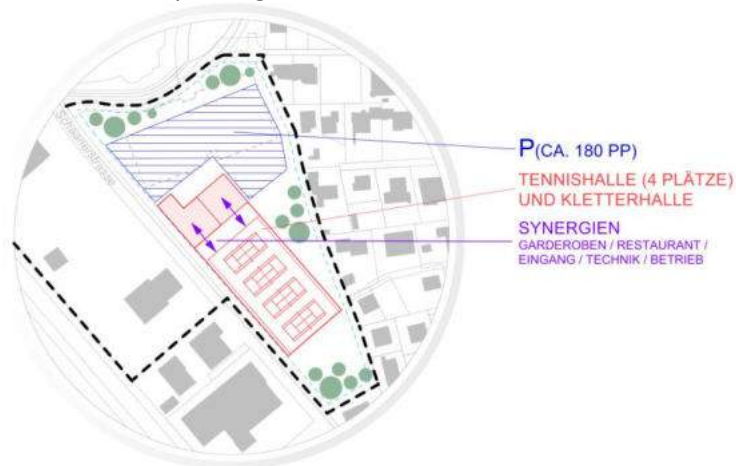 P(CA. 180 PP)
TENNISHALLE (4 PLÄTZE)
UND KLETTERHALLE
SYNERGIEN
GARDEROBEN / RESTAURANT /
EINGANG / TECHNIK / BETRIEB